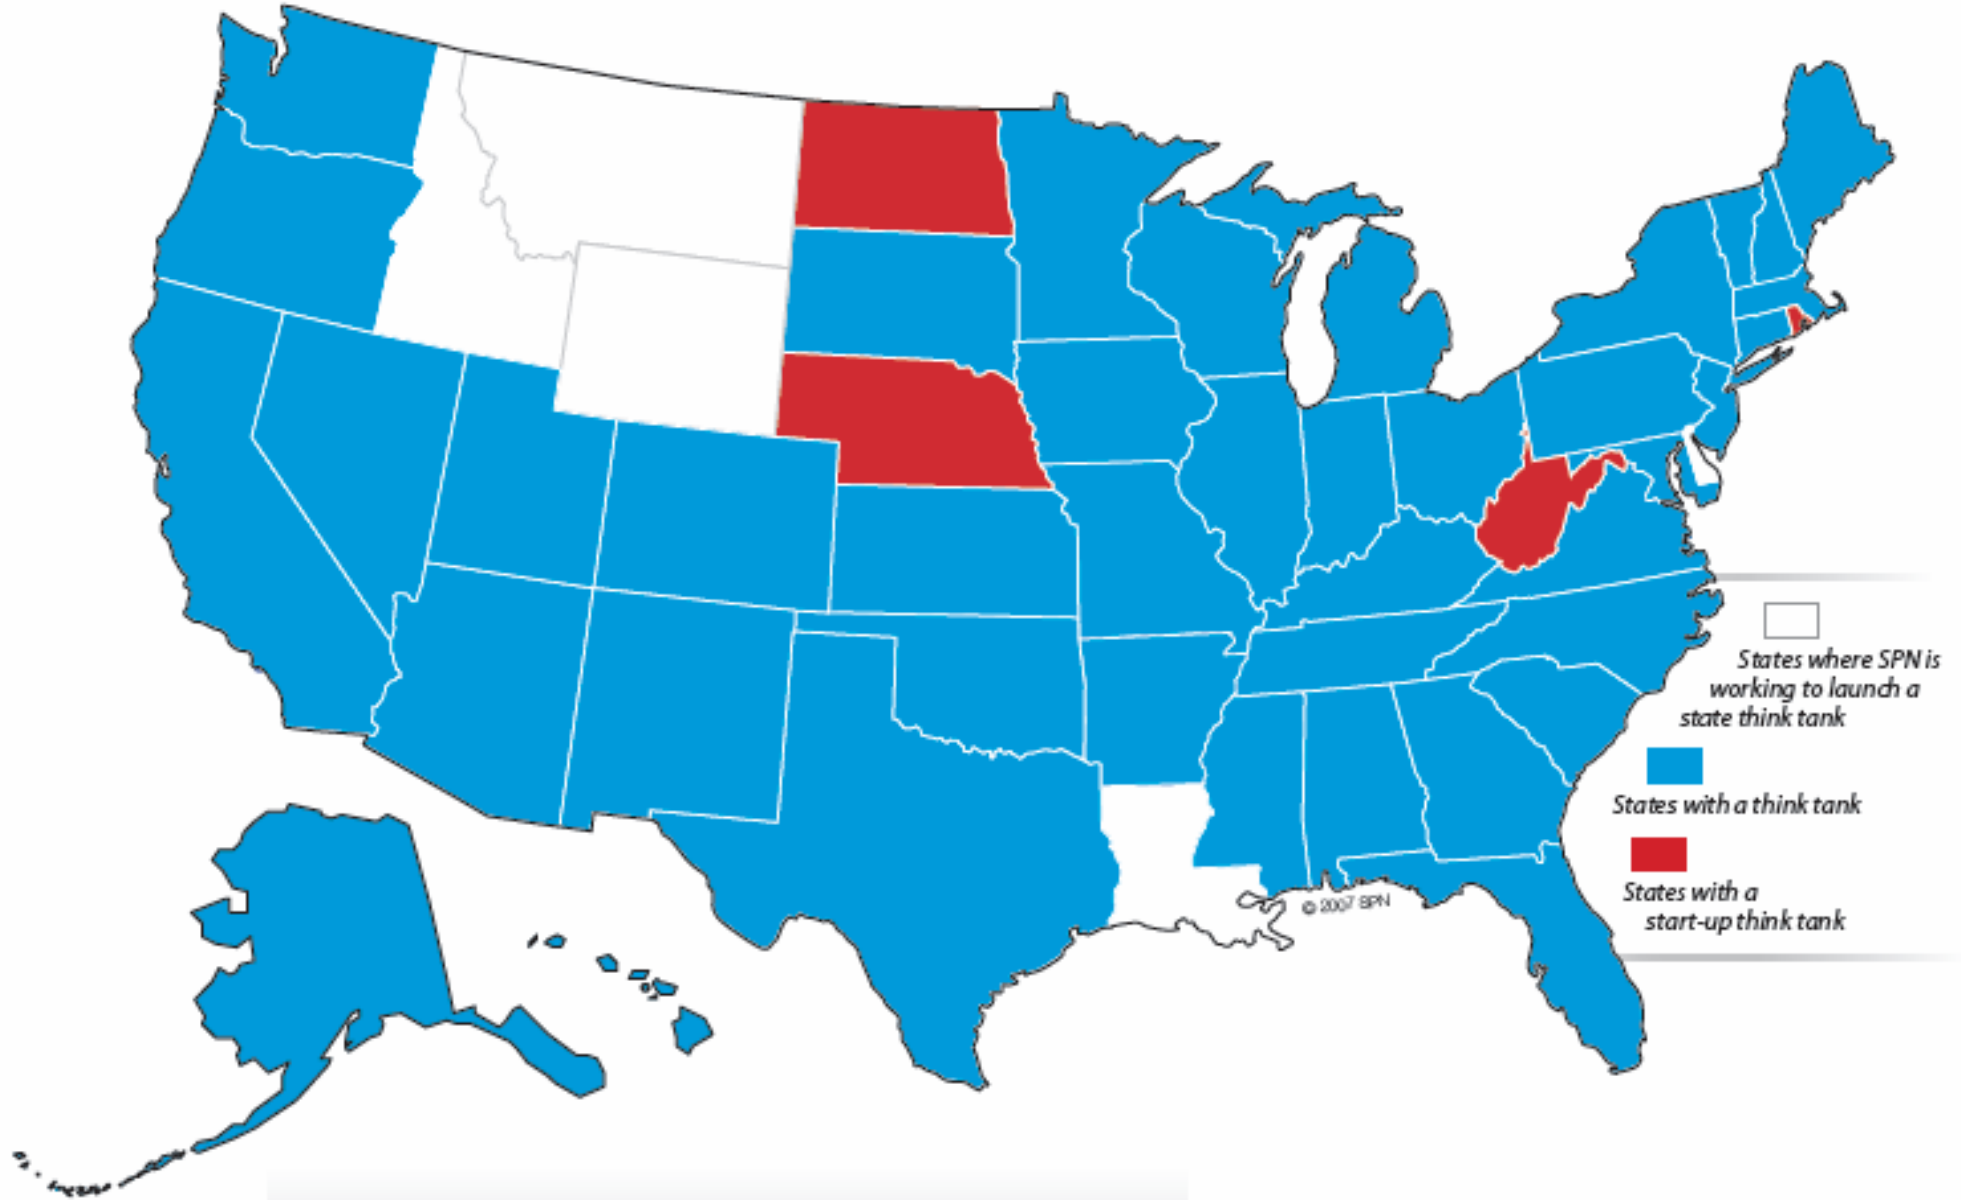 States where SPN is
working to launch a
state think tank
States with a think tank
States with a
start-up think tank
© 2007 SPN